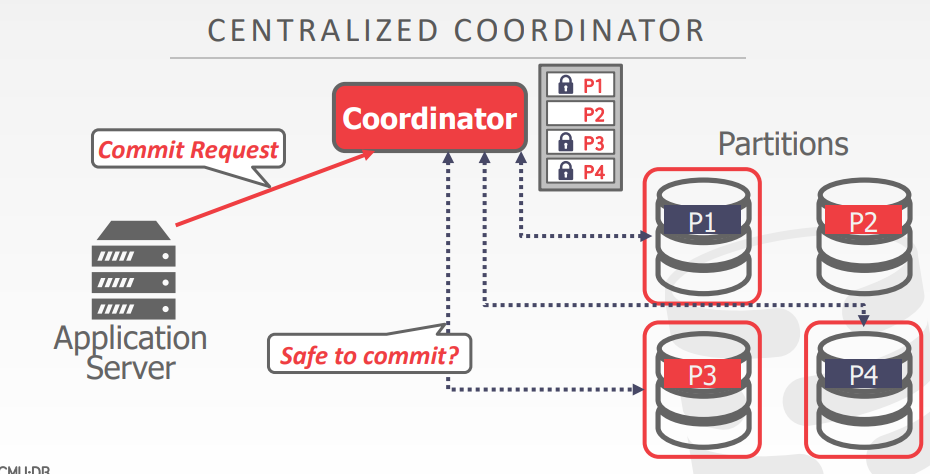 CENTRALIZED COORDINATOR
Coordinator
P1
P2
P3
P4
Commit Request
Partitions
P1
P2
Application
Server
Safe to commit?
P3
P4
CMU·DB